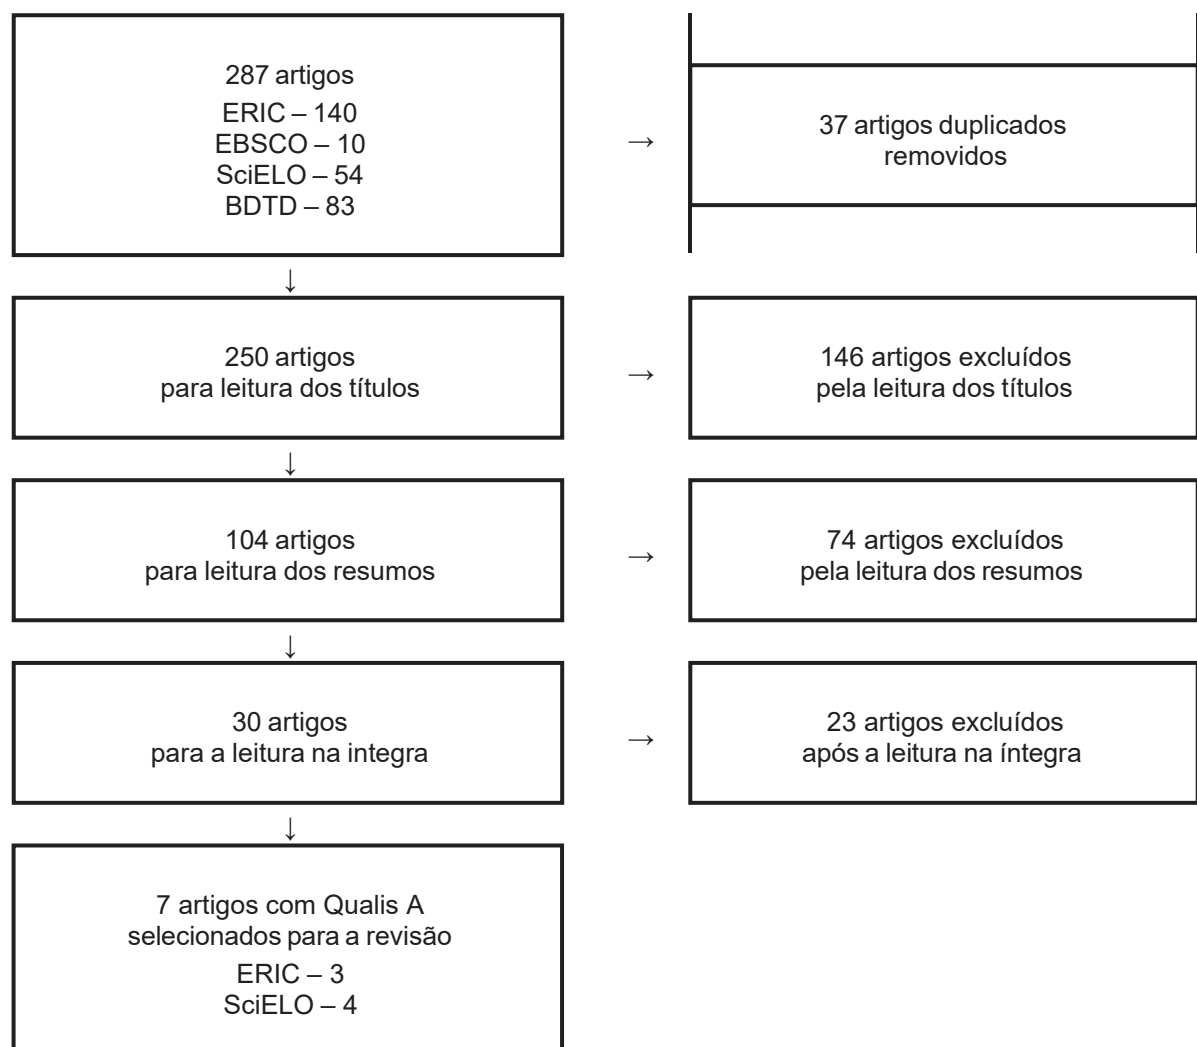 287 artigos
ERIC – 140
EBSCO – 10
SciELO – 54
BDTD – 83
→
37 artigos duplicados
removidos
↓
250 artigos
para leitura dos títulos
→
146 artigos excluídos
pela leitura dos títulos
↓
104 artigos
para leitura dos resumos
→
74 artigos excluídos
pela leitura dos resumos
↓
30 artigos
para a leitura na integra
→
23 artigos excluídos
após a leitura na íntegra
↓
7 artigos com Qualis A
selecionados para a revisão
ERIC – 3
SciELO – 4